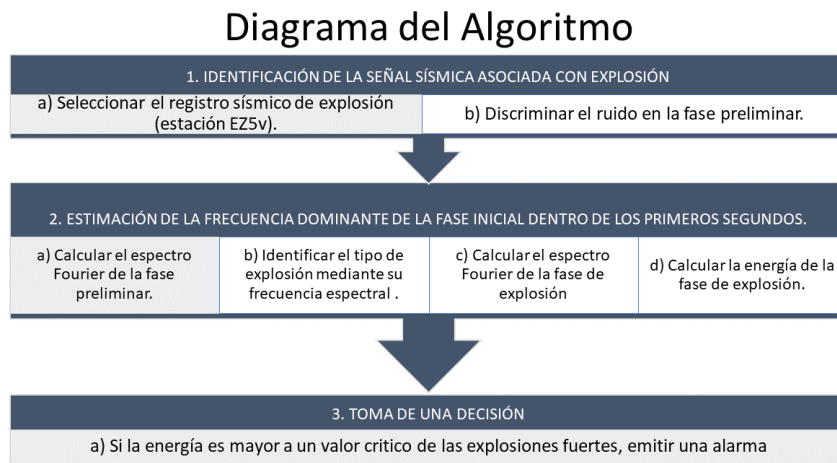 Diagrama del Algoritmo
1. IDENTIFICACIÓN DE LA SEÑAL SÍSMICA ASOCIADA CON EXPLOSIÓN
a) Seleccionar el registro sísmico de explosión
(estación EZ5v).
b) Discriminar el ruido en la fase preliminar.
2. ESTIMACIÓN DE LA FRECUENCIA DOMINANTE DE LA FASE INICIAL DENTRO DE LOS PRIMEROS SEGUNDOS.
a) Calcular el espectro
Fourier de la fase
preliminar.
b) Identificar el tipo de
explosión mediante su
frecuencia espectral .
c) Calcular el espectro
Fourier de la fase de
explosión
d) Calcular la energía de la
fase de explosión.
3. TOMA DE UNA DECISIÓN
a) Si la energía es mayor a un valor critico de las explosiones fuertes, emitir una alarma